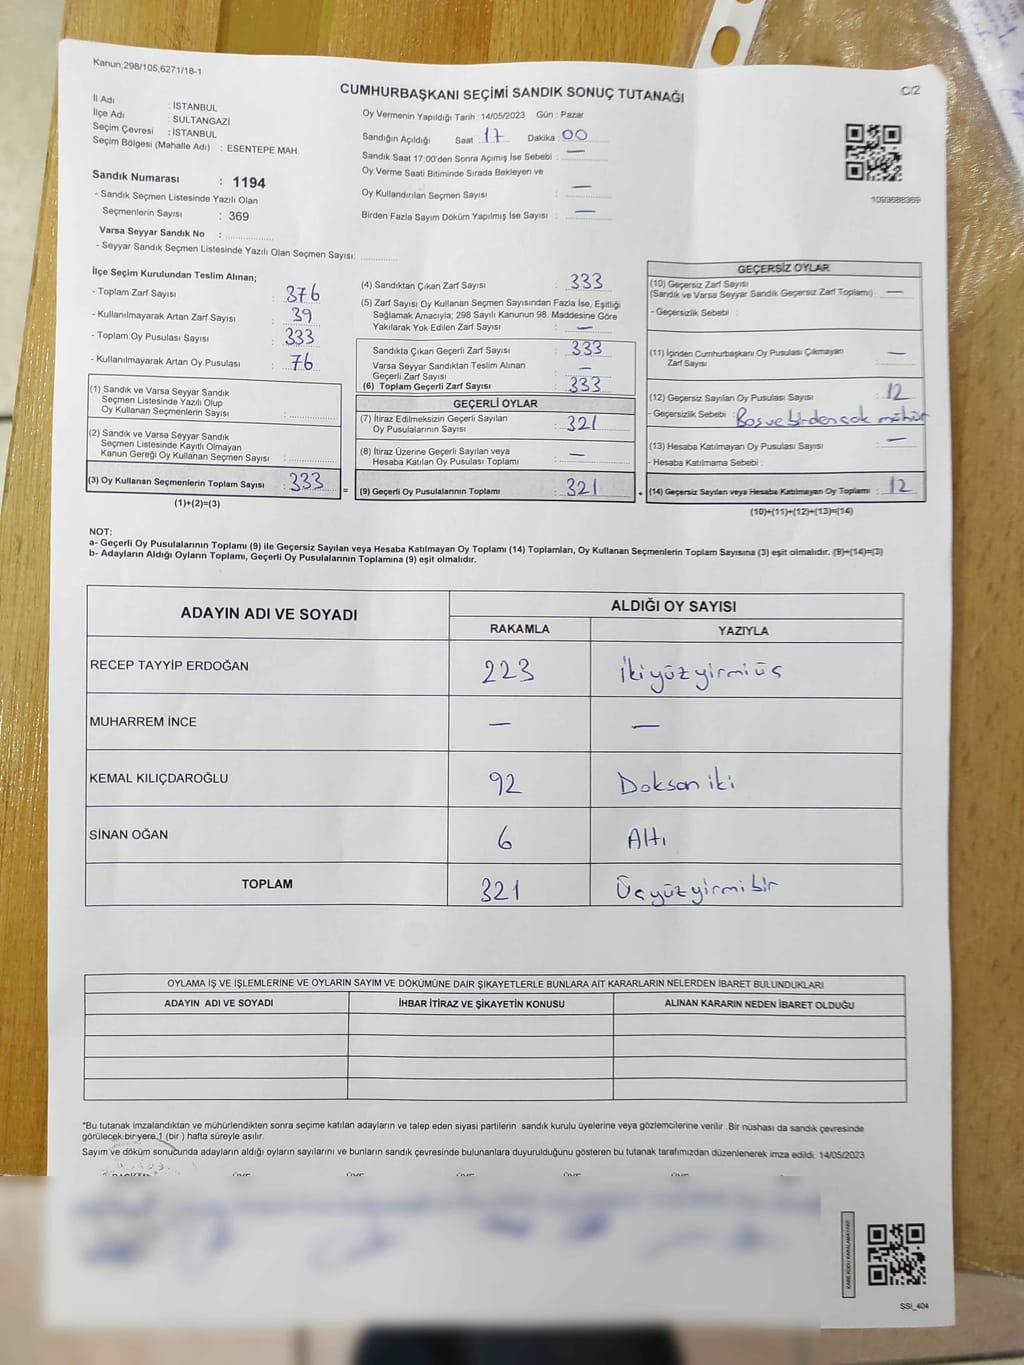 Kanun;298/105;6271/18-1
C/2
CUMHURBAŞKANI SEÇİMİ SANDIK SONUÇ TUTANAĞI
İl Adı : İSTANBUL
İlçe Adı : SULTANGAZİ
Seçim Çevresi : İSTANBUL
Seçim Bölgesi (Mahalle Adı) : ESENTEPE MAH.
Sandık Numarası : 1194
- Sandık Seçmen Listesinde Yazılı Olan
Seçmenlerin Sayısı : 369
Varsa Seyyar Sandık No :
- Seyyar Sandık Seçmen Listesinde Yazılı Olan Seçmen Sayısı:
Oy Vermenin Yapıldığı Tarih : 14/05/2023 Gün : Pazar
Sandığın Açıldığı Saat : 17 Dakika : 00
Sandık Saat 17:00'den Sonra Açılmış İse Sebebi : —
Oy Verme Saati Bitiminde Sırada Bekleyen ve
Oy Kullandırılan Seçmen Sayısı : —
Birden Fazla Sayım Döküm Yapılmış İse Sayısı : —
1093688369
İlçe Seçim Kurulundan Teslim Alınan;
- Toplam Zarf Sayısı : 376
- Kullanılmayarak Artan Zarf Sayısı : 39
- Toplam Oy Pusulası Sayısı : 333
- Kullanılmayarak Artan Oy Pusulası : 76
(1) Sandık ve Varsa Seyyar Sandık
Seçmen Listesinde Yazılı Olup
Oy Kullanan Seçmenlerin Sayısı :
(2) Sandık ve Varsa Seyyar Sandık
Seçmen Listesinde Kayıtlı Olmayan
Kanun Gereği Oy Kullanan Seçmen Sayısı :
(3) Oy Kullanan Seçmenlerin Toplam Sayısı : 333
(1)+(2)=(3)
(4) Sandıktan Çıkan Zarf Sayısı : 333
(5) Zarf Sayısı Oy Kullanan Seçmen Sayısından Fazla İse, Eşitliği
Sağlamak Amacıyla; 298 Sayılı Kanunun 98. Maddesine Göre
Yakılarak Yok Edilen Zarf Sayısı : —
Sandıkta Çıkan Geçerli Zarf Sayısı : 333
Varsa Seyyar Sandıktan Teslim Alınan
Geçerli Zarf Sayısı : —
(6) Toplam Geçerli Zarf Sayısı : 333
GEÇERLİ OYLAR
(7) İtiraz Edilmeksizin Geçerli Sayılan
Oy Pusulalarının Sayısı : 321
(8) İtiraz Üzerine Geçerli Sayılan veya
Hesaba Katılan Oy Pusulası Toplamı : —
= (9) Geçerli Oy Pusulalarının Toplamı : 321
GEÇERSİZ OYLAR
(10) Geçersiz Zarf Sayısı
(Sandık ve Varsa Seyyar Sandık Geçersiz Zarf Toplamı) : —
- Geçersizlik Sebebi :
(11) İçinden Cumhurbaşkanı Oy Pusulası Çıkmayan
Zarf Sayısı : —
(12) Geçersiz Sayılan Oy Pusulası Sayısı : 12
- Geçersizlik Sebebi : Boş ve birden çok mühür
(13) Hesaba Katılmayan Oy Pusulası Sayısı : —
- Hesaba Katılmama Sebebi :
+ (14) Geçersiz Sayılan veya Hesaba Katılmayan Oy Toplamı : 12
(10)+(11)+(12)+(13)=(14)
NOT:
a- Geçerli Oy Pusulalarının Toplamı (9) ile Geçersiz Sayılan veya Hesaba Katılmayan Oy Toplamı (14) Toplamları, Oy Kullanan Seçmenlerin Toplam Sayısına (3) eşit olmalıdır. (9)+(14)=(3)
b- Adayların Aldığı Oyların Toplamı, Geçerli Oy Pusulalarının Toplamına (9) eşit olmalıdır.
ADAYIN ADI VE SOYADI
ALDIĞI OY SAYISI
RAKAMLA YAZIYLA
RECEP TAYYİP ERDOĞAN 223 İkiyüzyirmiüç
MUHARREM İNCE — —
KEMAL KILIÇDAROĞLU 92 Doksan iki
SİNAN OĞAN 6 Altı
TOPLAM 321 Üçyüzyirmibir
OYLAMA İŞ VE İŞLEMLERİNE VE OYLARIN SAYIM VE DÖKÜMÜNE DAİR ŞİKAYETLERLE BUNLARA AİT KARARLARIN NELERDEN İBARET BULUNDUKLARI
ADAYIN ADI VE SOYADI İHBAR İTİRAZ VE ŞİKAYETİN KONUSU ALINAN KARARIN NEDEN İBARET OLDUĞU
*Bu tutanak imzalandıktan ve mühürlendikten sonra seçime katılan adayların ve talep eden siyasi partilerin sandık kurulu üyelerine veya gözlemcilerine verilir .Bir nüshası da sandık çevresinde
görülecek bir yere 1 (bir ) hafta süreyle asılır.
Sayım ve döküm sonucunda adayların aldığı oyların sayılarını ve bunların sandık çevresinde bulunanlara duyurulduğunu gösteren bu tutanak tarafımızdan düzenlenerek imza edildi. 14/05/2023
SSI_404